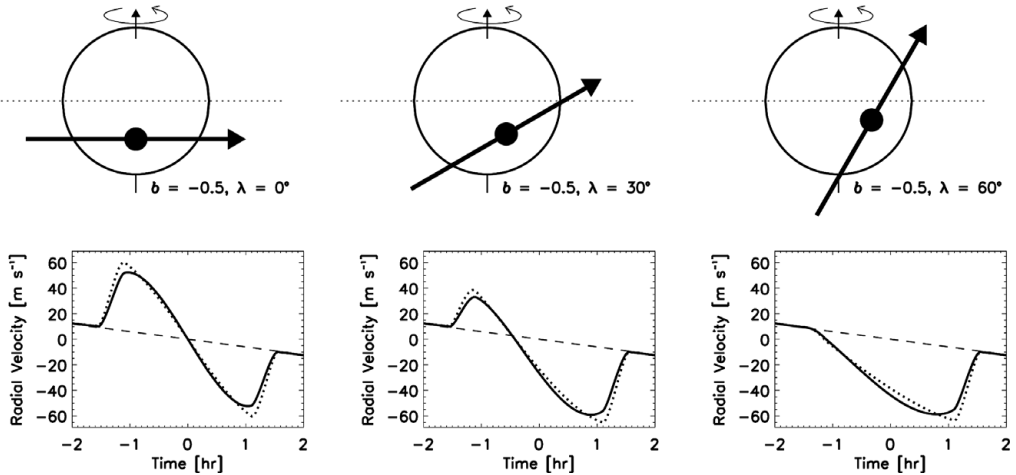 b = −0.5, λ = 0°
b = −0.5, λ = 30°
b = −0.5, λ = 60°
Radial Velocity [m s⁻¹]
60
40
20
0
−20
−40
−60
−2 −1 0 1 2
Time [hr]
Radial Velocity [m s⁻¹]
60
40
20
0
−20
−40
−60
−2 −1 0 1 2
Time [hr]
Radial Velocity [m s⁻¹]
60
40
20
0
−20
−40
−60
−2 −1 0 1 2
Time [hr]